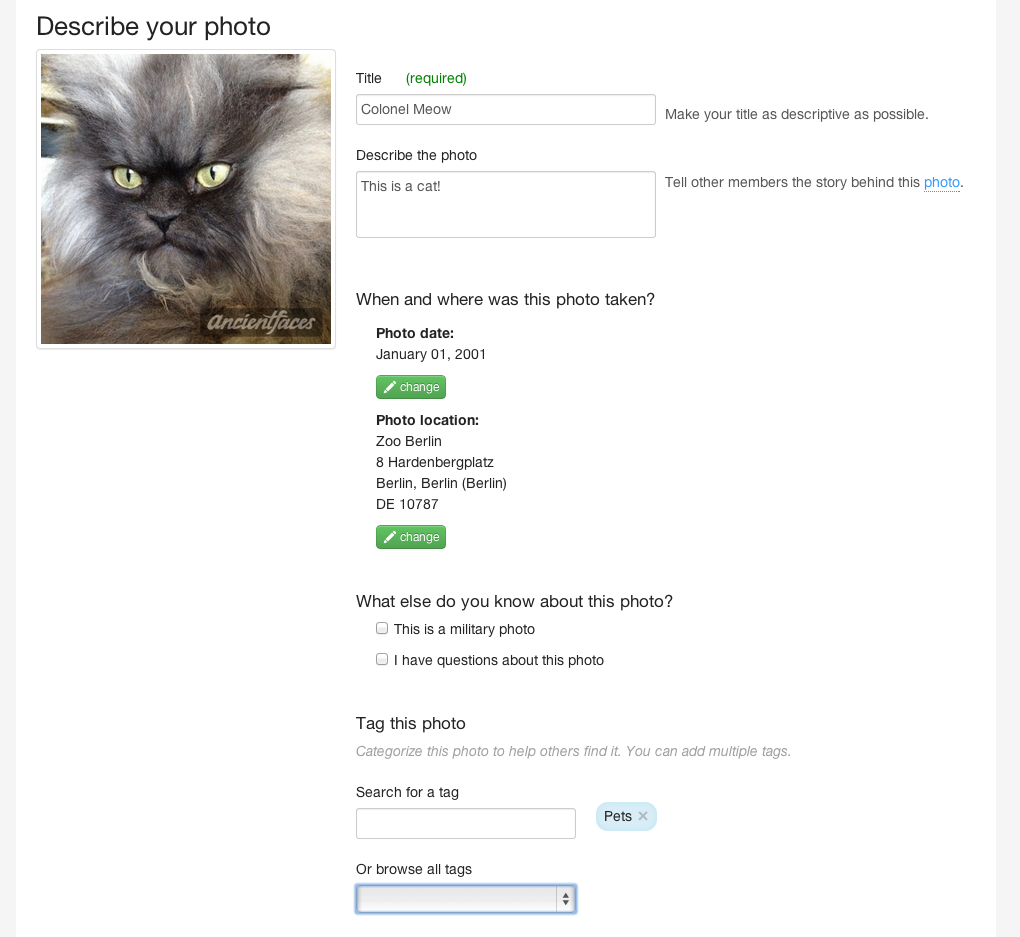 Describe your photo
Title (required)
Colonel Meow
Make your title as descriptive as possible.
Describe the photo
This is a cat!
Tell other members the story behind this photo.
Ancientfaces
When and where was this photo taken?
Photo date:
January 01, 2001
change
Photo location:
Zoo Berlin
8 Hardenbergplatz
Berlin, Berlin (Berlin)
DE 10787
change
What else do you know about this photo?
This is a military photo
I have questions about this photo
Tag this photo
Categorize this photo to help others find it. You can add multiple tags.
Search for a tag
Pets ×
Or browse all tags